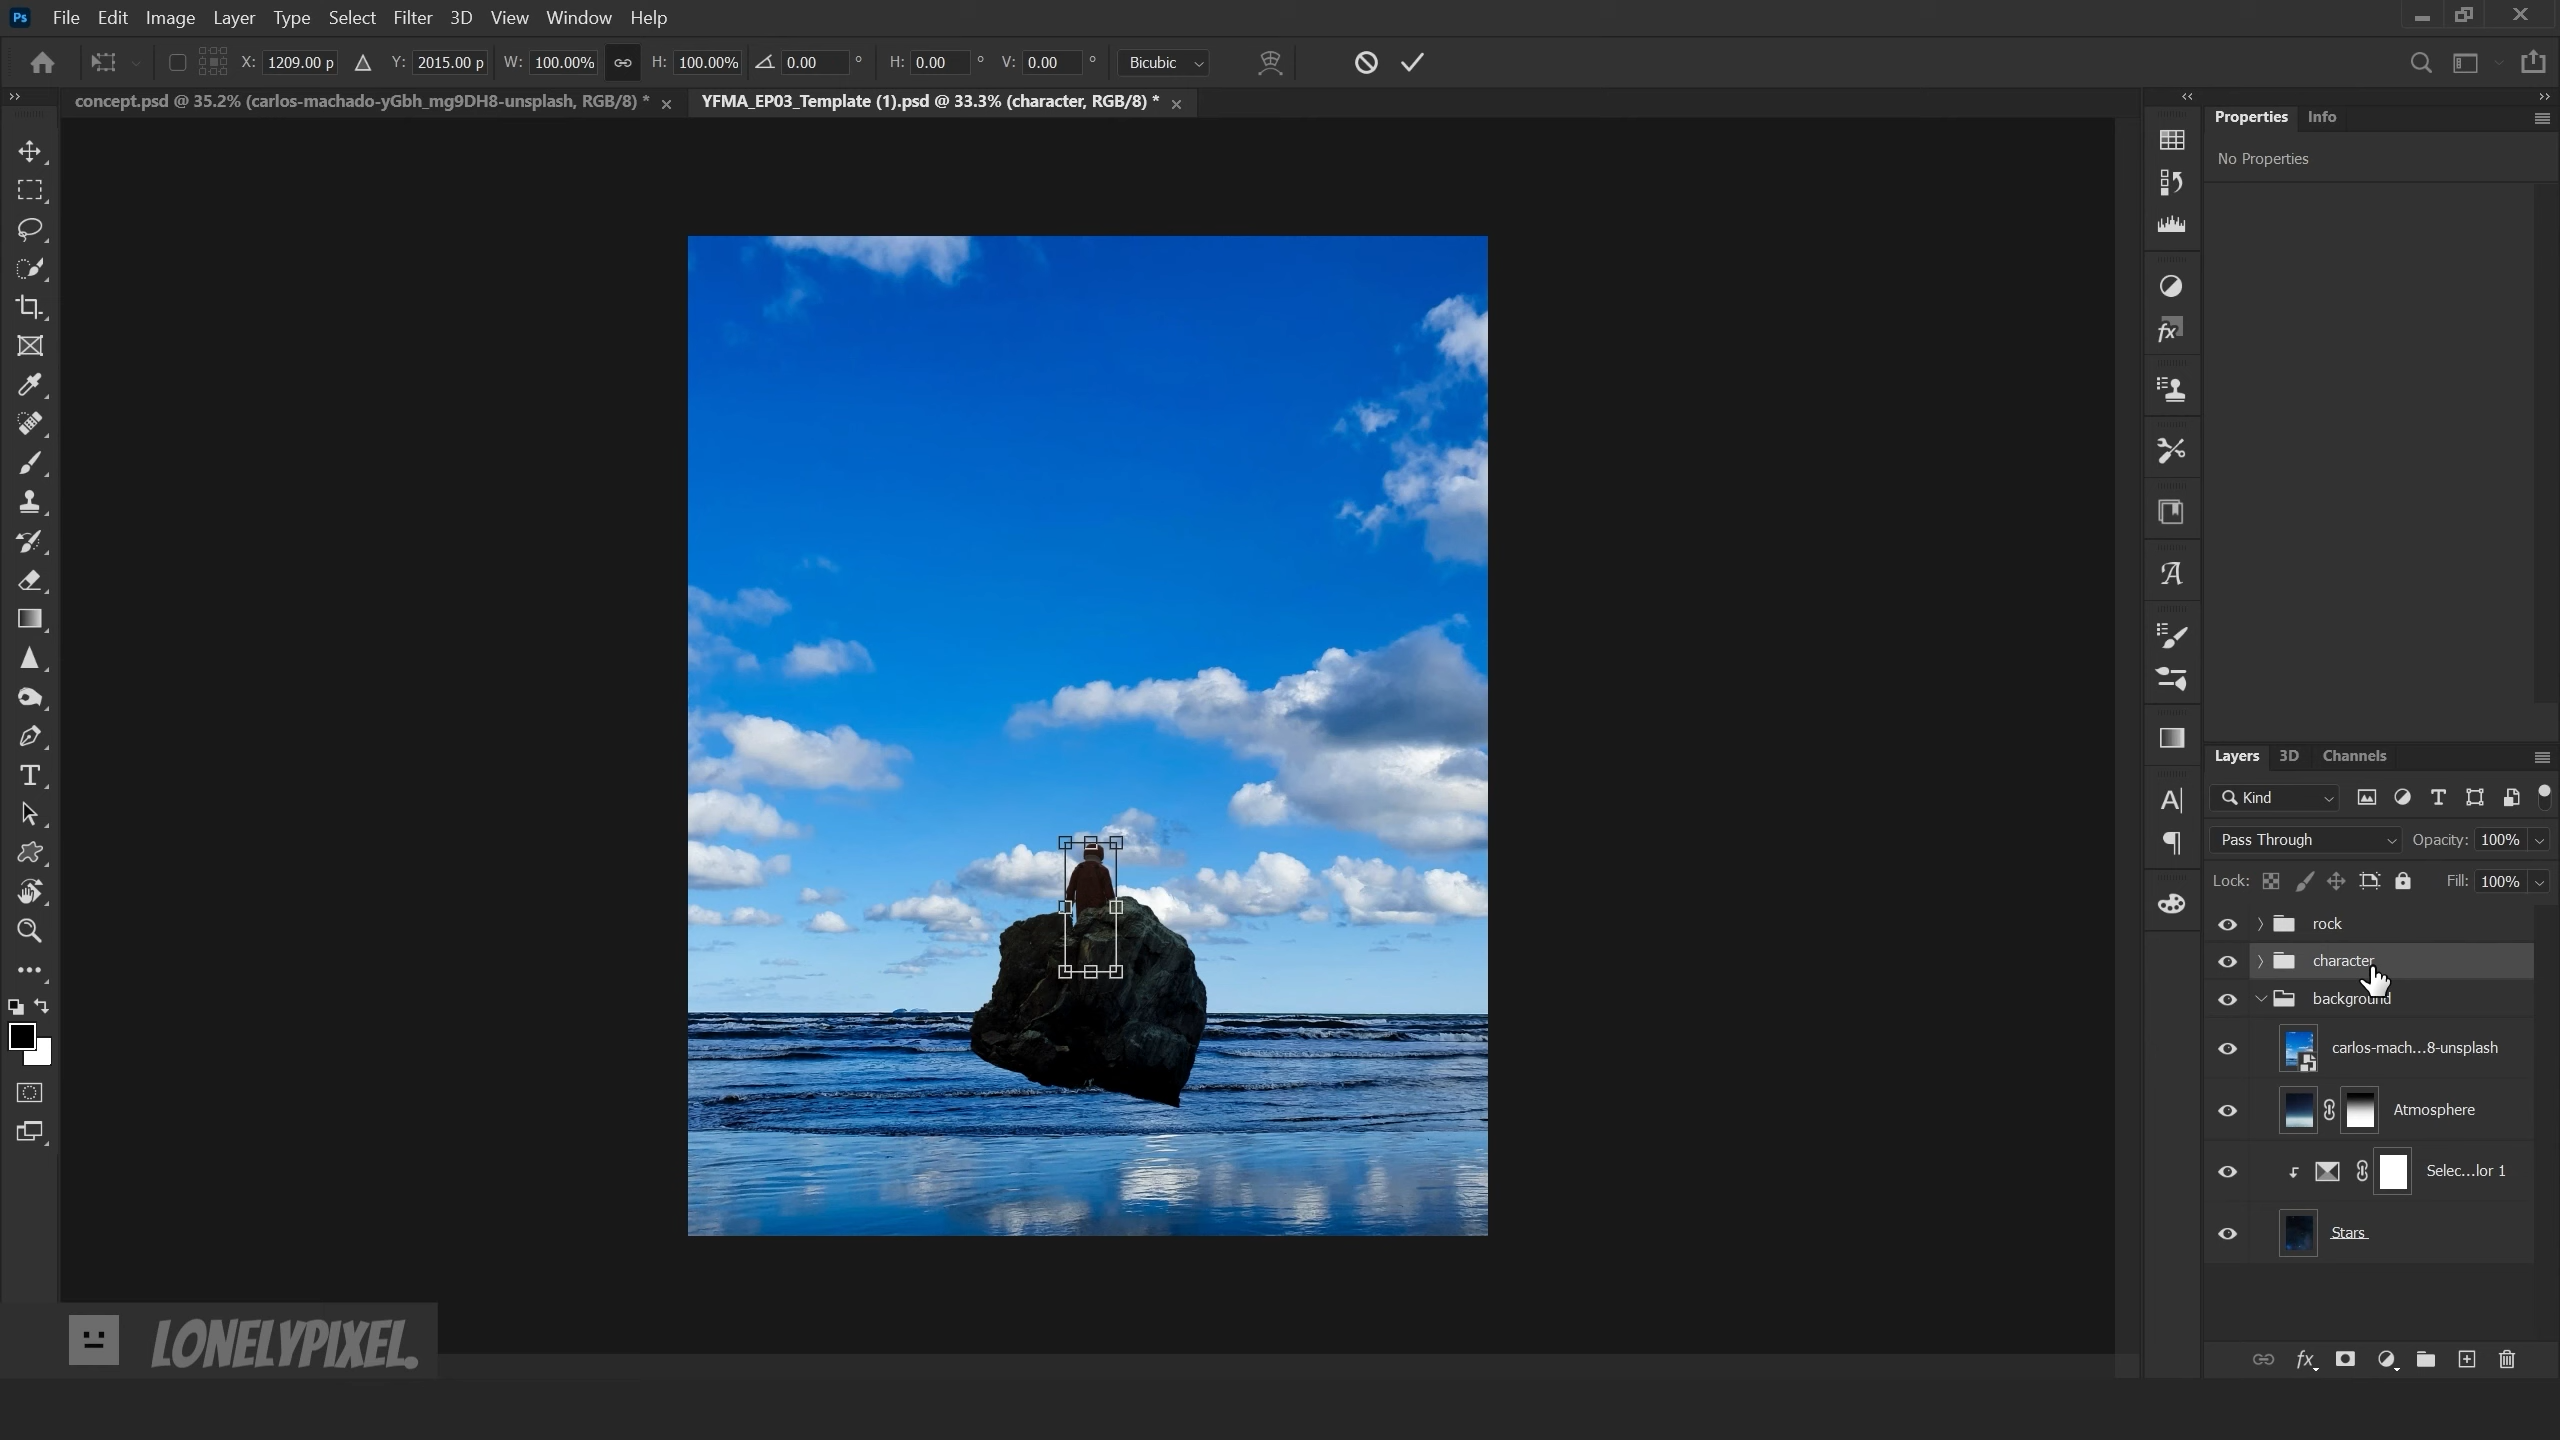 Ps File Edit Image Layer Type Select Filter 3D View Window Help
X: 1209.00 p Y: 2015.00 p W: 100.00% H: 100.00% 0.00 ° H: 0.00 ° V: 0.00 ° Bicubic
concept.psd @ 35.2% (carlos-machado-yGbh_mg9DH8-unsplash, RGB/8) * YFMA_EP03_Template (1).psd @ 33.3% (character, RGB/8) *
Properties Info
No Properties
Layers 3D Channels
Kind
Pass Through Opacity: 100%
Lock: Fill: 100%
rock
character
background
carlos-mach...8-unsplash
Atmosphere
Selec...lor 1
Stars
LONELYPIXEL.